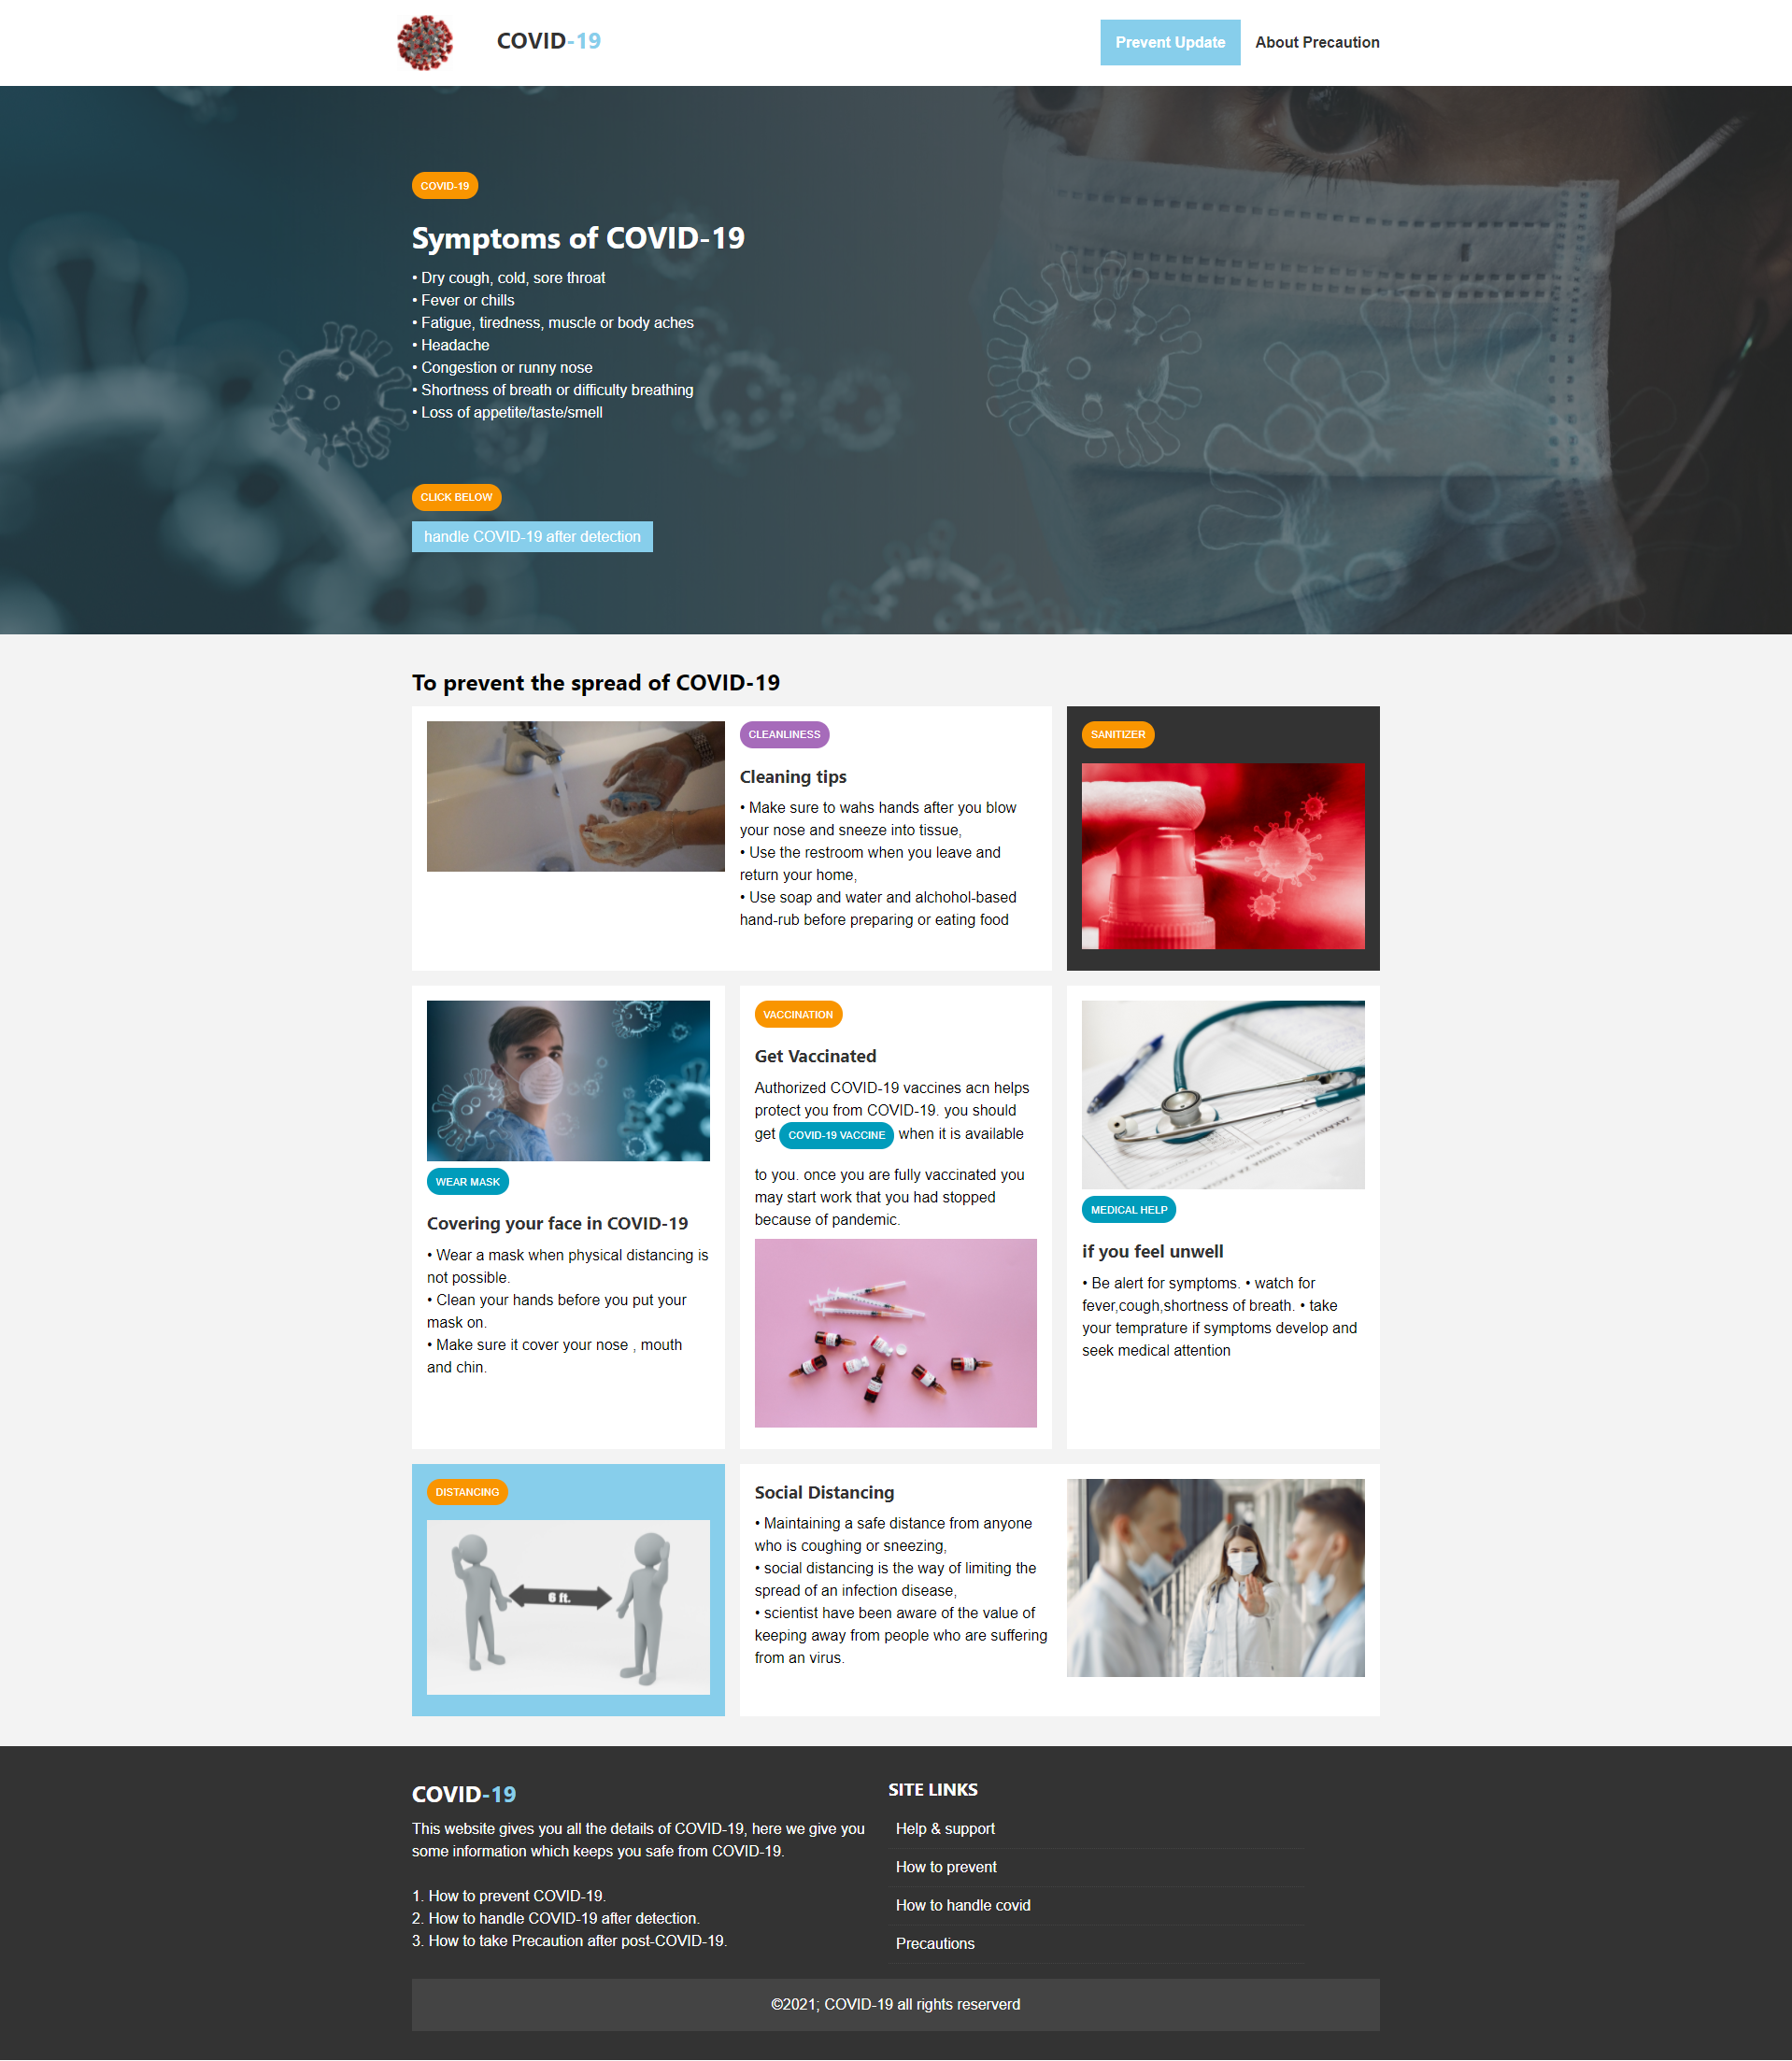 COVID-19
Prevent Update
About Precaution
COVID-19
Symptoms of COVID-19
• Dry cough, cold, sore throat
• Fever or chills
• Fatigue, tiredness, muscle or body aches
• Headache
• Congestion or runny nose
• Shortness of breath or difficulty breathing
• Loss of appetite/taste/smell
CLICK BELOW
handle COVID-19 after detection
To prevent the spread of COVID-19
CLEANLINESS
Cleaning tips
• Make sure to wahs hands after you blow
your nose and sneeze into tissue,
• Use the restroom when you leave and
return your home,
• Use soap and water and alchohol-based
hand-rub before preparing or eating food
SANITIZER
WEAR MASK
Covering your face in COVID-19
• Wear a mask when physical distancing is
not possible.
• Clean your hands before you put your
mask on.
• Make sure it cover your nose , mouth
and chin.
VACCINATION
Get Vaccinated
Authorized COVID-19 vaccines acn helps
protect you from COVID-19. you should
get COVID-19 VACCINE when it is available
to you. once you are fully vaccinated you
may start work that you had stopped
because of pandemic.
MEDICAL HELP
if you feel unwell
• Be alert for symptoms. • watch for
fever,cough,shortness of breath. • take
your temprature if symptoms develop and
seek medical attention
DISTANCING
6 ft.
Social Distancing
• Maintaining a safe distance from anyone
who is coughing or sneezing,
• social distancing is the way of limiting the
spread of an infection disease,
• scientist have been aware of the value of
keeping away from people who are suffering
from an virus.
COVID-19
This website gives you all the details of COVID-19, here we give you
some information which keeps you safe from COVID-19.
1. How to prevent COVID-19.
2. How to handle COVID-19 after detection.
3. How to take Precaution after post-COVID-19.
SITE LINKS
Help & support
How to prevent
How to handle covid
Precautions
©2021; COVID-19 all rights reserverd